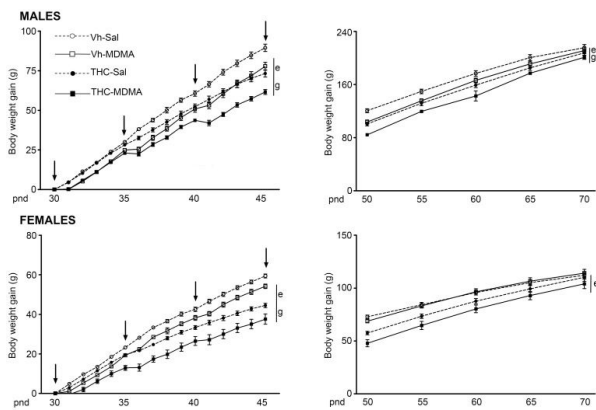 MALES
Vh-Sal
Vh-MDMA
THC-Sal
THC-MDMA
Body weight gain (g)
100
75
50
25
0
e
g
pnd
30
35
40
45
Body weight gain (g)
240
160
80
0
e
g
pnd
50
55
60
65
70
FEMALES
Body weight gain (g)
80
60
40
20
0
e
g
pnd
30
35
40
45
Body weight gain (g)
150
100
50
0
e
pnd
50
55
60
65
70